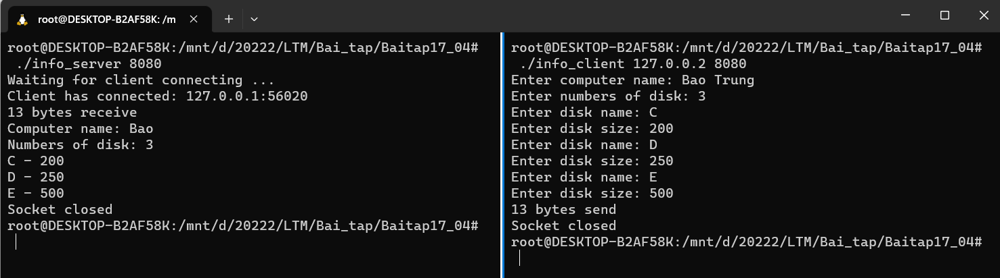 root@DESKTOP-B2AF58K: /m
root@DESKTOP-B2AF58K:/mnt/d/20222/LTM/Bai_tap/Baitap17_04#
./info_server 8080
Waiting for client connecting ...
Client has connected: 127.0.0.1:56020
13 bytes receive
Computer name: Bao
Numbers of disk: 3
C - 200
D - 250
E - 500
Socket closed
root@DESKTOP-B2AF58K:/mnt/d/20222/LTM/Bai_tap/Baitap17_04#
root@DESKTOP-B2AF58K:/mnt/d/20222/LTM/Bai_tap/Baitap17_04#
./info_client 127.0.0.2 8080
Enter computer name: Bao Trung
Enter numbers of disk: 3
Enter disk name: C
Enter disk size: 200
Enter disk name: D
Enter disk size: 250
Enter disk name: E
Enter disk size: 500
13 bytes send
Socket closed
root@DESKTOP-B2AF58K:/mnt/d/20222/LTM/Bai_tap/Baitap17_04#